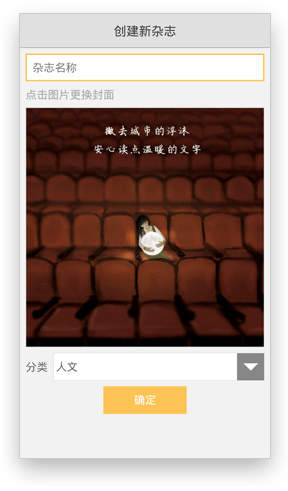 创建新杂志
杂志名称
点击图片更换封面
撇去城市的浮沫
安心读点温暖的文字
分类
人文
确定